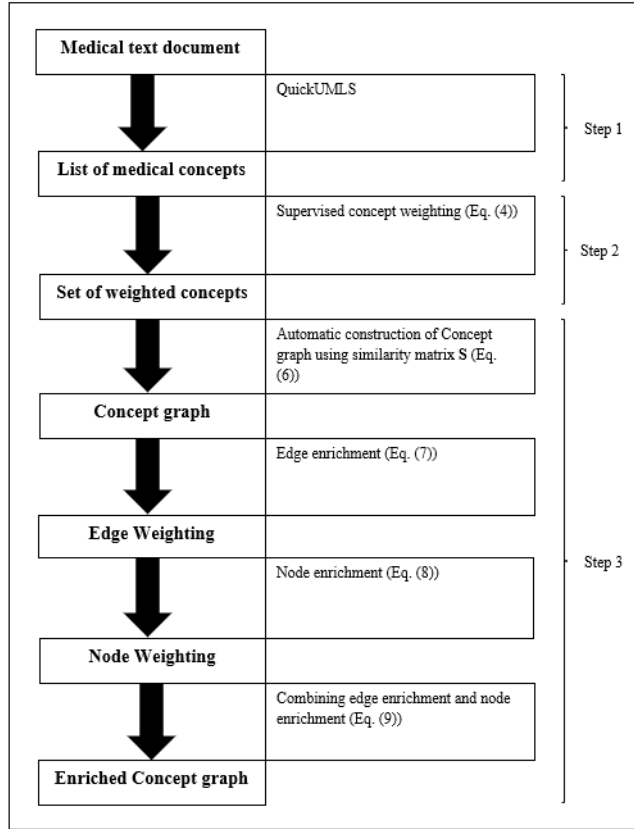 Medical text document
QuickUMLS
Step 1
List of medical concepts
Supervised concept weighting (Eq. (4))
Step 2
Set of weighted concepts
Automatic construction of Concept
graph using similarity matrix S (Eq.
(6))
Concept graph
Edge enrichment (Eq. (7))
Edge Weighting
Node enrichment (Eq. (8))
Step 3
Node Weighting
Combining edge enrichment and node
enrichment (Eq. (9))
Enriched Concept graph